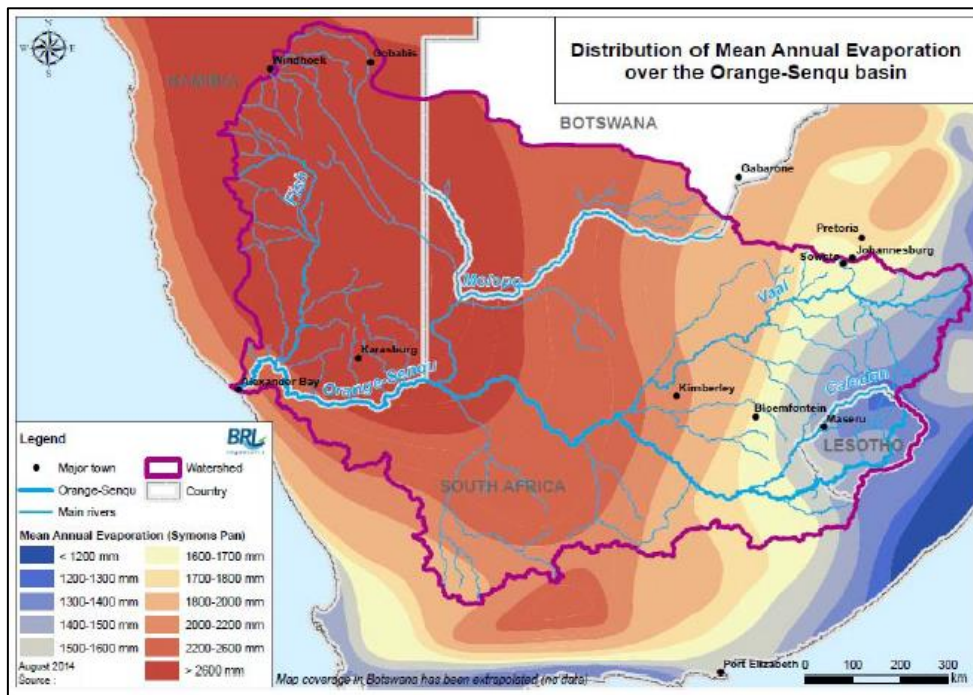 N
W
E
S
Distribution of Mean Annual Evaporation
over the Orange-Senqu basin
Gobabis
Windhoek
NAMIBIA
BOTSWANA
Gabarone
Fish
Pretoria
Johannesburg
Soweto
Molopo
Vaal
Karasburg
Orange-Senqu
Alexander Bay
Caledon
Kimberley
Bloemfontein
Maseru
LESOTHO
SOUTH AFRICA
Legend
BRL
Major town
Watershed
Orange-Senqu
Country
Main rivers
Mean Annual Evaporation (Symons Pan)
< 1200 mm
1600-1700 mm
1200-1300 mm
1700-1800 mm
1300-1400 mm
1800-2000 mm
1400-1500 mm
2000-2200 mm
1500-1600 mm
2200-2600 mm
> 2600 mm
August 2014
Source :
Map coverage in Botswana has been extrapolated (no data)
Port Elizabeth
0 100 200 300
km